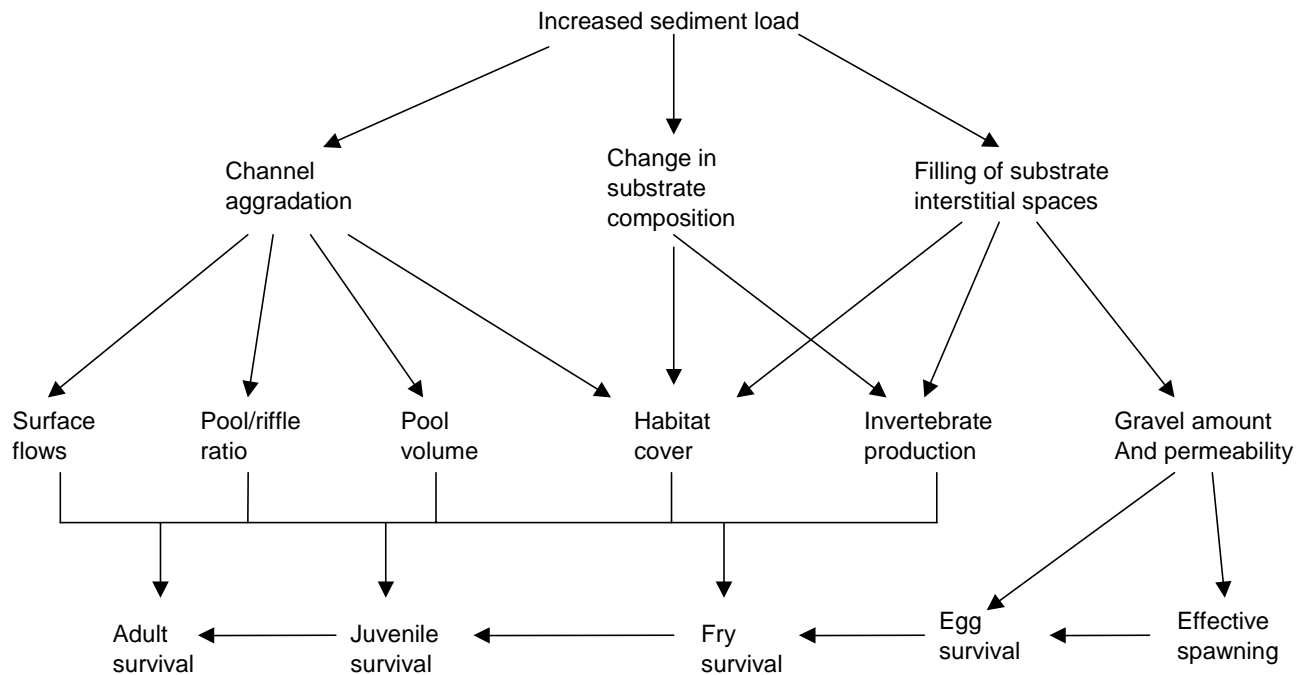 Increased sediment load
Channel
aggradation
Change in
substrate
composition
Filling of substrate
interstitial spaces
Surface
flows
Pool/riffle
ratio
Pool
volume
Habitat
cover
Invertebrate
production
Gravel amount
And permeability
Adult
survival
Juvenile
survival
Fry
survival
Egg
survival
Effective
spawning